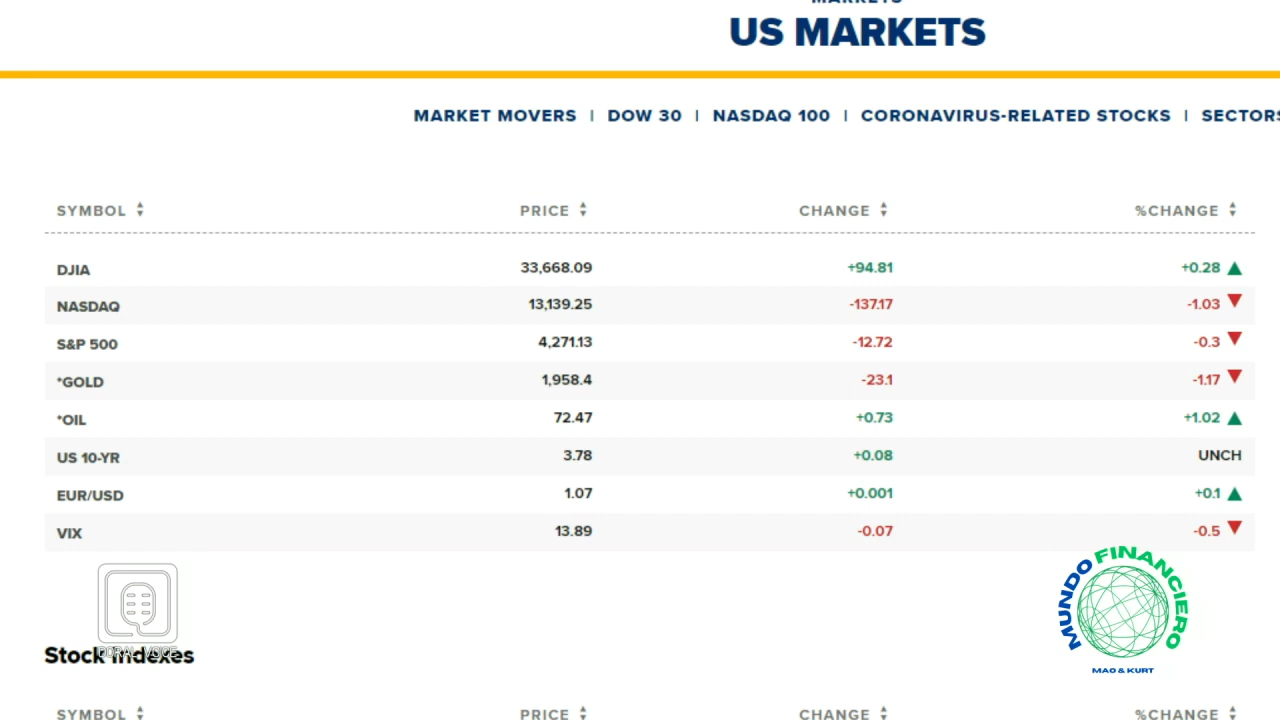 MARKETS
US MARKETS
MARKET MOVERS | DOW 30 | NASDAQ 100 | CORONAVIRUS-RELATED STOCKS | SECTORS
SYMBOL PRICE CHANGE %CHANGE
DJIA 33,668.09 +94.81 +0.28
NASDAQ 13,139.25 -137.17 -1.03
S&P 500 4,271.13 -12.72 -0.3
*GOLD 1,958.4 -23.1 -1.17
*OIL 72.47 +0.73 +1.02
US 10-YR 3.78 +0.08 UNCH
EUR/USD 1.07 +0.001 +0.1
VIX 13.89 -0.07 -0.5
MUNDO FINANCIERO
MAO & KURT
DORAL VOCE
Stock Indexes
SYMBOL PRICE CHANGE %CHANGE